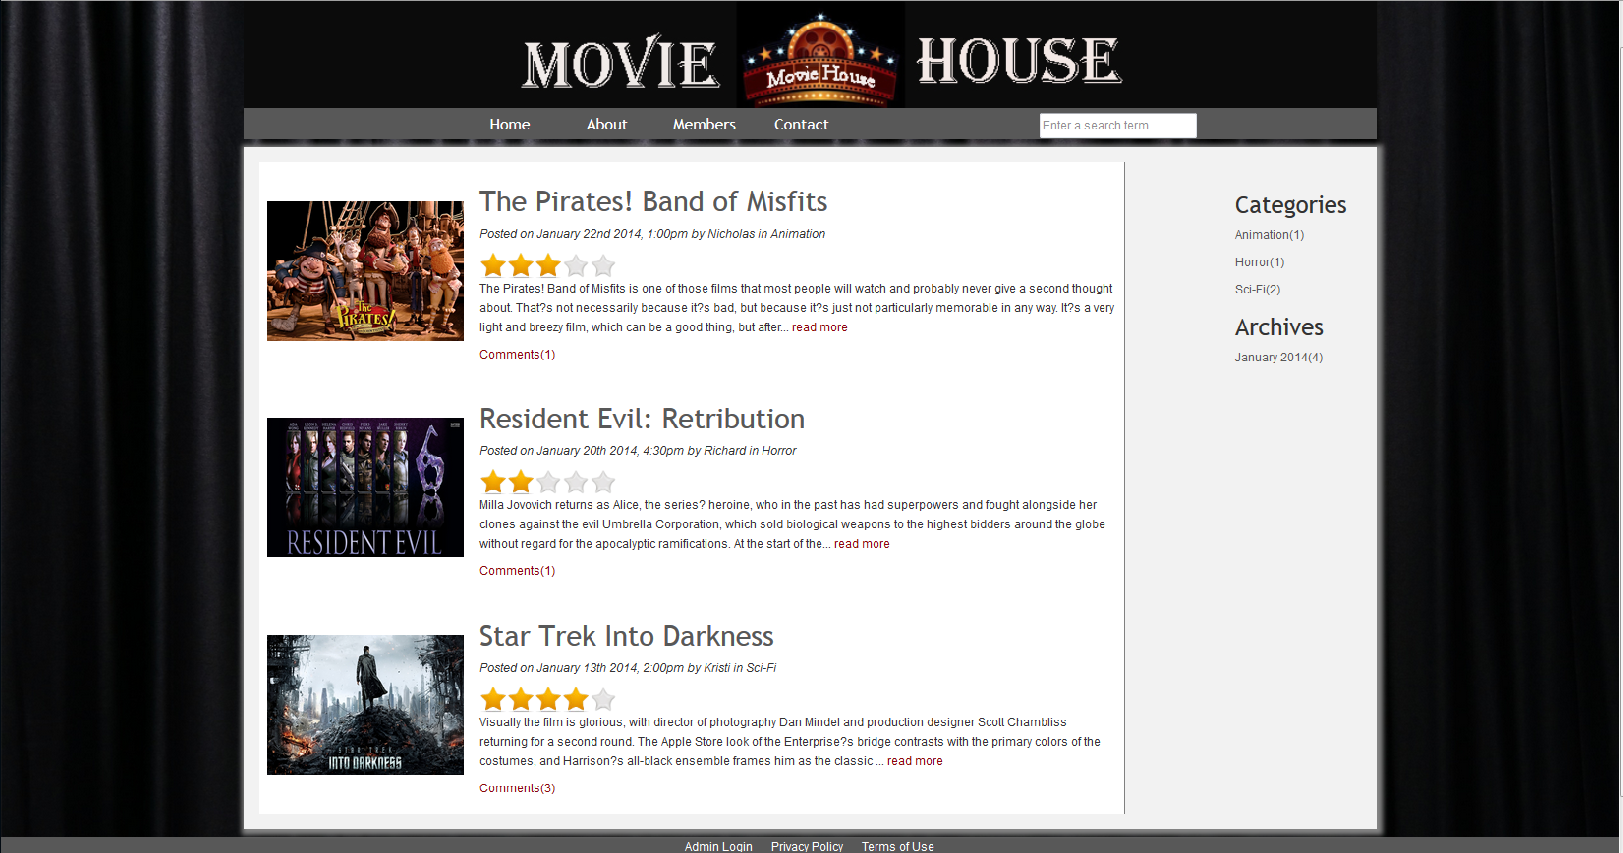 MOVIE Movie House HOUSE
Home About Members Contact Enter a search term
The Pirates! Band of Misfits
Posted on January 22nd 2014, 1:00pm by Nicholas in Animation
The Pirates! Band of Misfits is one of those films that most people will watch and probably never give a second thought
about. That?s not necessarily because it?s bad, but because it?s just not particularly memorable in any way. It?s a very
light and breezy film, which can be a good thing, but after... read more
Comments(1)
The
PIRATES!
Resident Evil: Retribution
Posted on January 20th 2014, 4:30pm by Richard in Horror
Milla Jovovich returns as Alice, the series? heroine, who in the past has had superpowers and fought alongside her
clones against the evil Umbrella Corporation, which sold biological weapons to the highest bidders around the globe
without regard for the apocalyptic ramifications. At the start of the... read more
Comments(1)
RESIDENT EVIL
Star Trek Into Darkness
Posted on January 13th 2014, 2:00pm by Kristi in Sci-Fi
Visually the film is glorious, with director of photography Dan Mindel and production designer Scott Chambliss
returning for a second round. The Apple Store look of the Enterprise?s bridge contrasts with the primary colors of the
costumes, and Harrison?s all-black ensemble frames him as the classic... read more
Comments(3)
STAR TREK
INTO DARKNESS
Categories
Animation(1)
Horror(1)
Sci-Fi(2)
Archives
January 2014(4)
Admin Login Privacy Policy Terms of Use